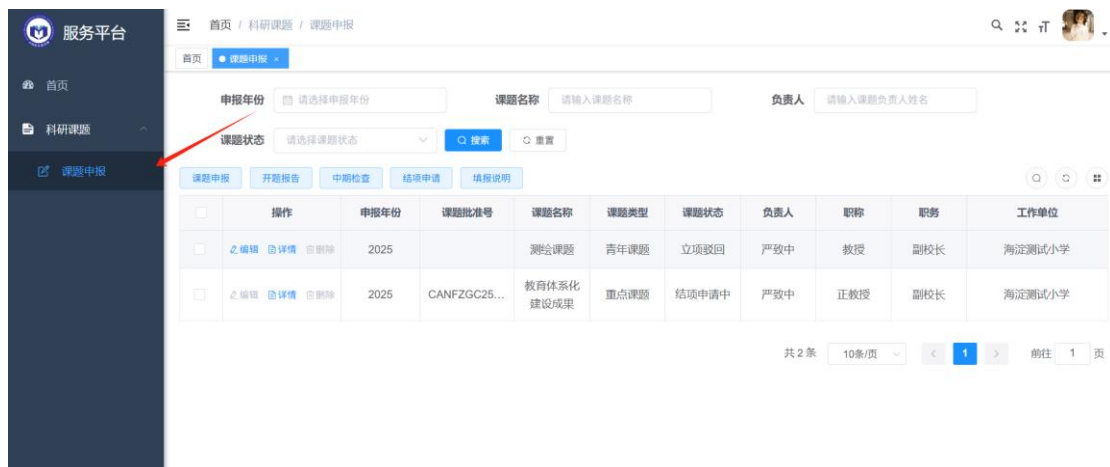 服务平台
首页 / 科研课题 / 课题申报
首页
课题申报 ×
首页
科研课题
课题申报
申报年份 请选择申报年份
课题名称 请输入课题名称
负责人 请输入课题负责人姓名
课题状态 请选择课题状态
搜索
重置
课题申报 开题报告 中期检查 结项申请 填报说明
操作 申报年份 课题批准号 课题名称 课题类型 课题状态 负责人 职称 职务 工作单位
编辑 详情 删除 2025 测绘课题 青年课题 立项驳回 严致中 教授 副校长 海淀测试小学
编辑 详情 删除 2025 CANFZGC25... 教育体系化建设成果 重点课题 结项申请中 严致中 正教授 副校长 海淀测试小学
共 2 条 10条/页 < 1 > 前往 1 页